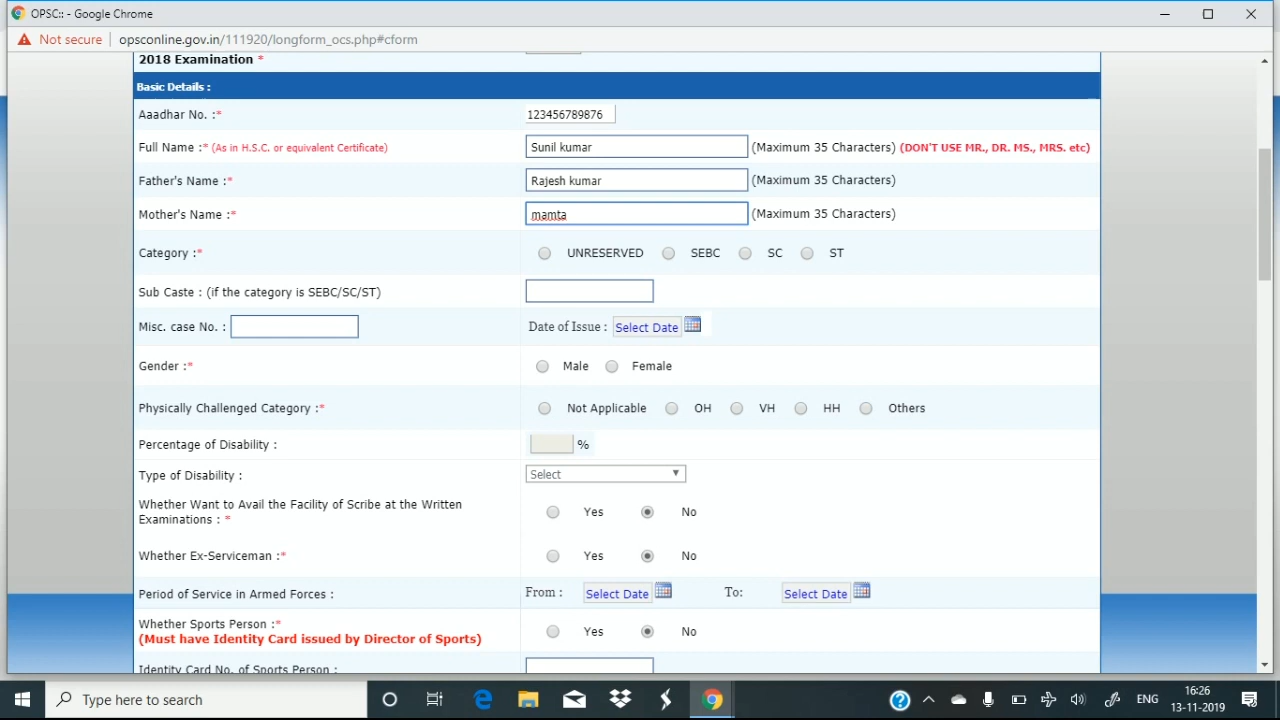 OPSC:: - Google Chrome
Not secure opsconline.gov.in/111920/longform_ocs.php#cform
2018 Examination *
Basic Details :
Aaadhar No. :* 123456789876
Full Name :* (As in H.S.C. or equivalent Certificate) Sunil kumar (Maximum 35 Characters) (DON'T USE MR., DR. MS., MRS. etc)
Father's Name :* Rajesh kumar (Maximum 35 Characters)
Mother's Name :* mamta (Maximum 35 Characters)
Category :* UNRESERVED SEBC SC ST
Sub Caste : (if the category is SEBC/SC/ST)
Misc. case No. : Date of Issue : Select Date
Gender :* Male Female
Physically Challenged Category :* Not Applicable OH VH HH Others
Percentage of Disability : %
Type of Disability : Select
Whether Want to Avail the Facility of Scribe at the Written
Examinations : * Yes No
Whether Ex-Serviceman :* Yes No
Period of Service in Armed Forces : From : Select Date To: Select Date
Whether Sports Person :* Yes No
(Must have Identity Card issued by Director of Sports)
Identity Card No. of Sports Person :
Type here to search
ENG 16:26
13-11-2019